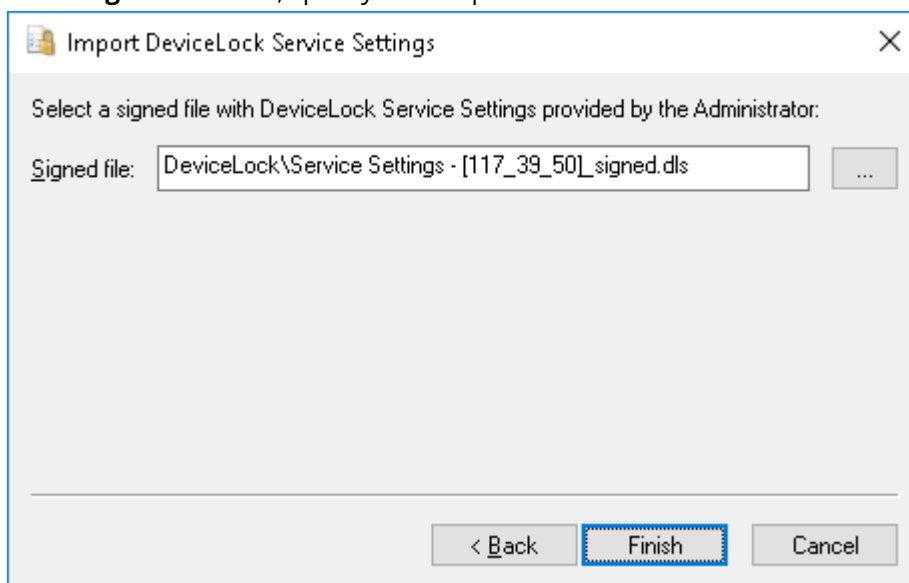 Import DeviceLock Service Settings
Select a signed file with DeviceLock Service Settings provided by the Administrator:
Signed file: DeviceLock\Service Settings - [117_39_50]_signed.dls ...
< Back Finish Cancel